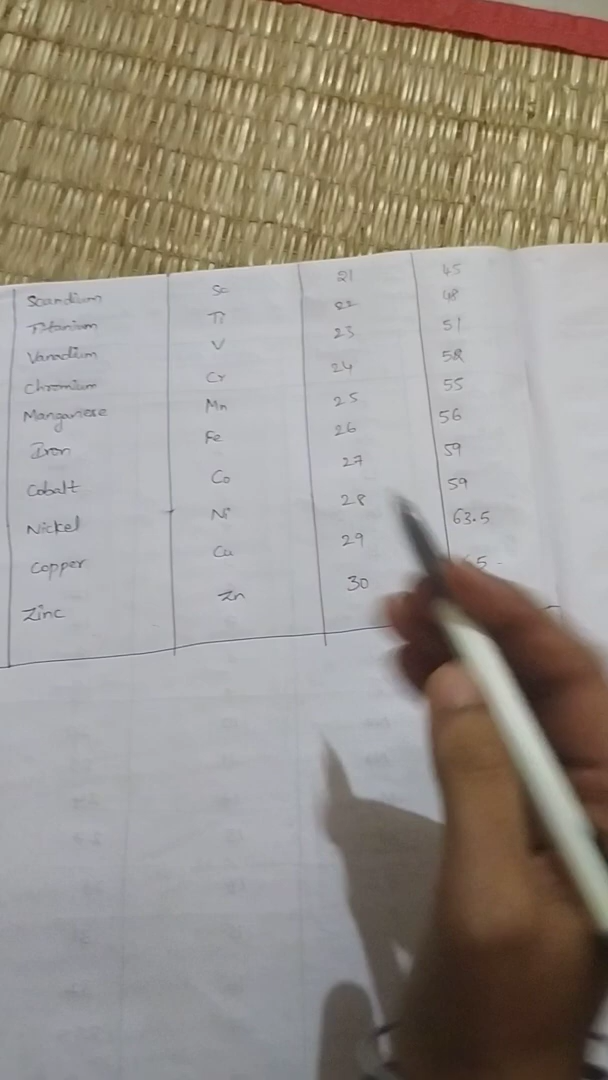 Scandium Sc 21 45
Titanium Ti 22 48
Vanadium V 23 51
Chromium Cr 24 52
Manganese Mn 25 55
Iron Fe 26 56
Cobalt Co 27 59
Nickel Ni 28 59
Copper Cu 29 63.5
Zinc Zn 30